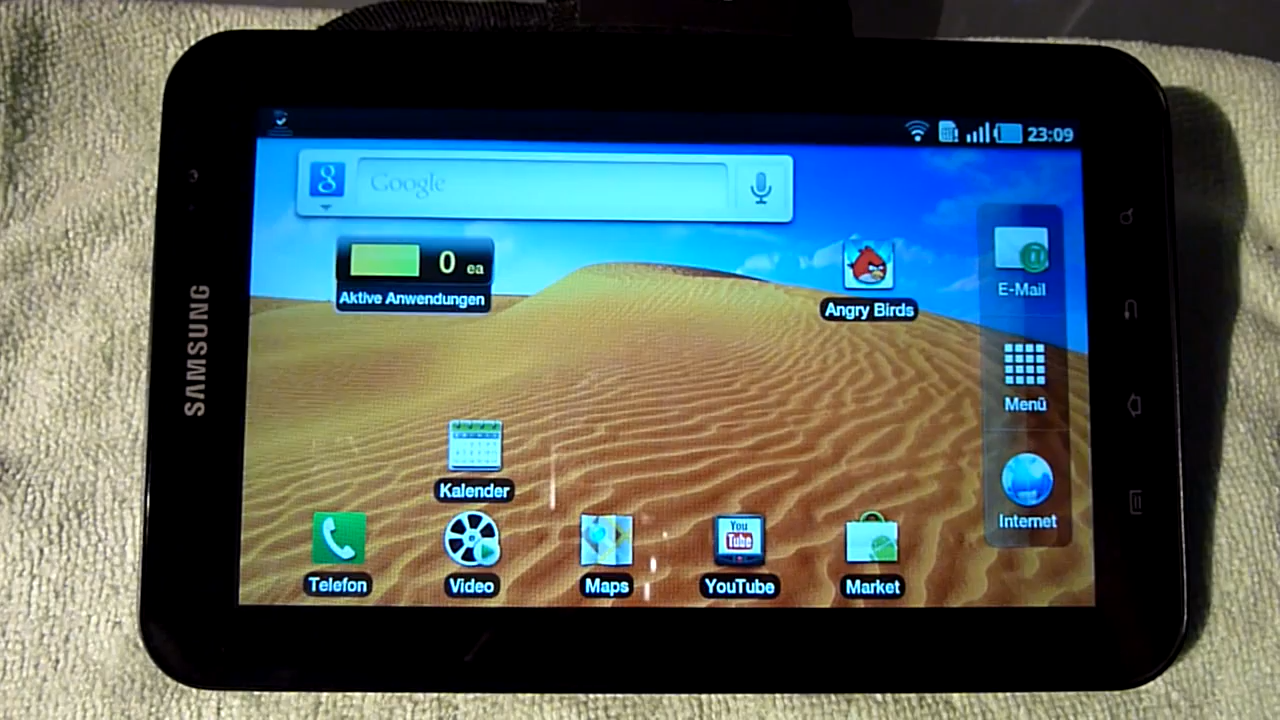 23:09
8
Google
0 ea
Aktive Anwendungen
Angry Birds
@
E-Mail
SAMSUNG
Menü
Kalender
Internet
You
Tube
Telefon
Video
Maps
YouTube
Market